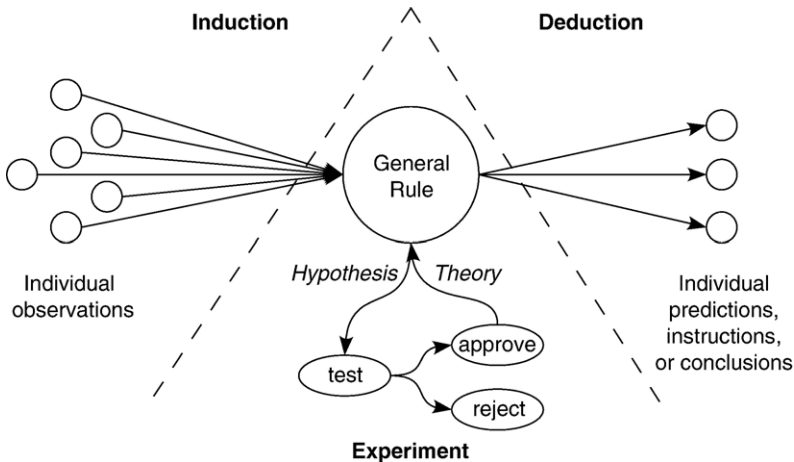 Induction
Deduction
General
Rule
Individual
observations
Hypothesis
Theory
Individual
predictions,
instructions,
or conclusions
test
approve
reject
Experiment